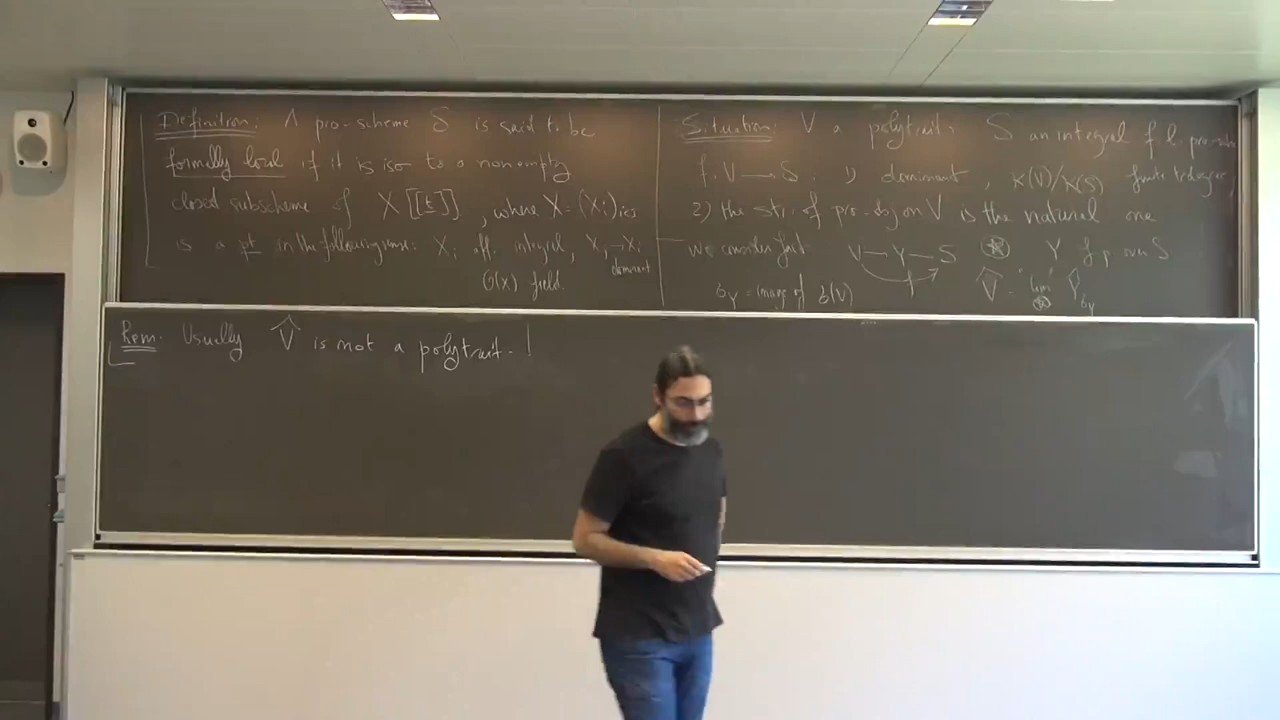 Definition: A pro-scheme S is said to be
formally local if it is iso to a nonempty
closed subscheme of X[[t]], where X = (Xᵢ)i∈I
is a pt in the following sense: Xᵢ aff. integral, Xⱼ → Xᵢ
dominant
O(X) field.
Situation: V a polytrait, S an integral f.l. pro-sch
f: V → S : 1) dominant, K(V)/K(S) finite tr degree,
2) the str. of pro-obj on V is the natural one
we consider fact V — Y — S ⊛ Y f.p. over S
f
σ_Y = image of σ(V) V̂ = "lim" Ŷ_σY
⊛
Rem. Usually V̂ is not a polytrait. !